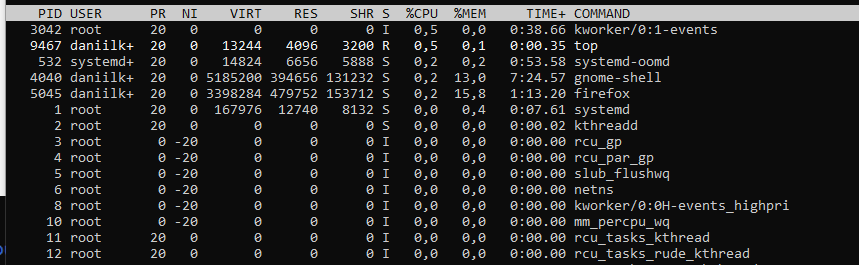 PID USER PR NI VIRT RES SHR S %CPU %MEM TIME+ COMMAND
3042 root 20 0 0 0 0 I 0,5 0,0 0:38.66 kworker/0:1-events
9467 daniilk+ 20 0 13244 4096 3200 R 0,5 0,1 0:00.35 top
532 systemd+ 20 0 14824 6656 5888 S 0,2 0,2 0:53.58 systemd-oomd
4040 daniilk+ 20 0 5185200 394656 131232 S 0,2 13,0 7:24.57 gnome-shell
5045 daniilk+ 20 0 3398284 479752 153712 S 0,2 15,8 1:13.20 firefox
1 root 20 0 167976 12740 8132 S 0,0 0,4 0:07.61 systemd
2 root 20 0 0 0 0 S 0,0 0,0 0:00.02 kthreadd
3 root 0 -20 0 0 0 I 0,0 0,0 0:00.00 rcu_gp
4 root 0 -20 0 0 0 I 0,0 0,0 0:00.00 rcu_par_gp
5 root 0 -20 0 0 0 I 0,0 0,0 0:00.00 slub_flushwq
6 root 0 -20 0 0 0 I 0,0 0,0 0:00.00 netns
8 root 0 -20 0 0 0 I 0,0 0,0 0:00.00 kworker/0:0H-events_highpri
10 root 0 -20 0 0 0 I 0,0 0,0 0:00.00 mm_percpu_wq
11 root 20 0 0 0 0 I 0,0 0,0 0:00.00 rcu_tasks_kthread
12 root 20 0 0 0 0 I 0,0 0,0 0:00.00 rcu_tasks_rude_kthread